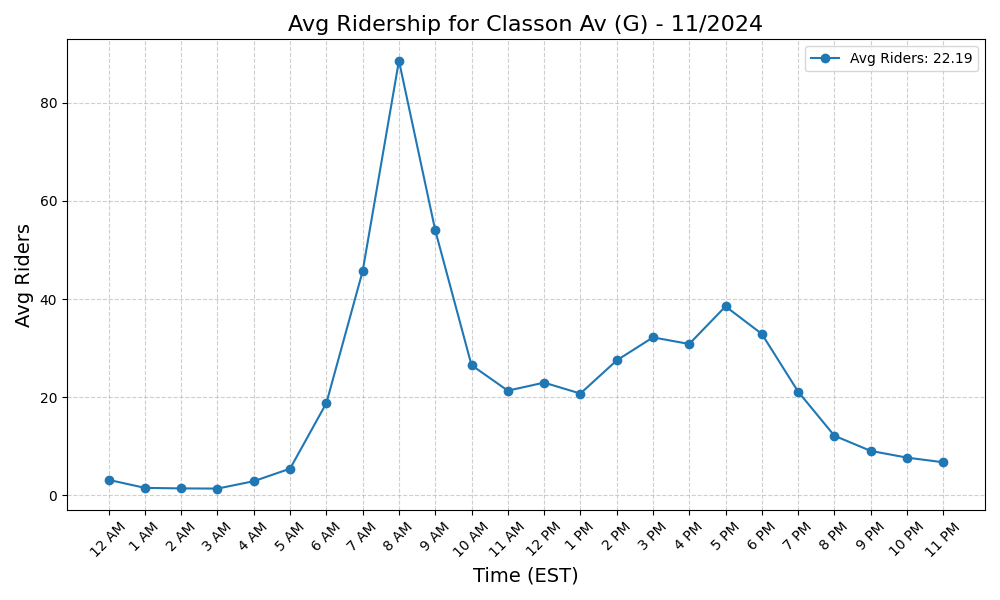 Avg Ridership for Classon Av (G) - 11/2024
Avg Riders: 22.19
Avg Riders
80
60
40
20
0
12 AM
1 AM
2 AM
3 AM
4 AM
5 AM
6 AM
7 AM
8 AM
9 AM
10 AM
11 AM
12 PM
1 PM
2 PM
3 PM
4 PM
5 PM
6 PM
7 PM
8 PM
9 PM
10 PM
11 PM
Time (EST)